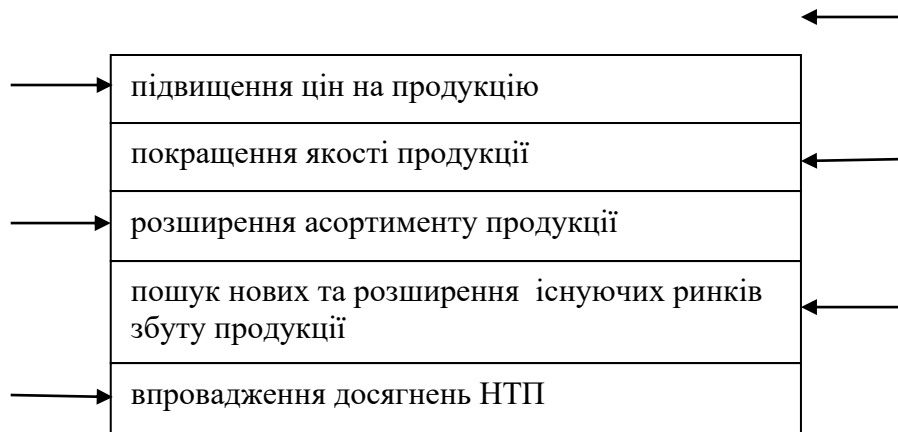 підвищення цін на продукцію
покращення якості продукції
розширення асортименту продукції
пошук нових та розширення існуючих ринків
збуту продукції
впровадження досягнень НТП